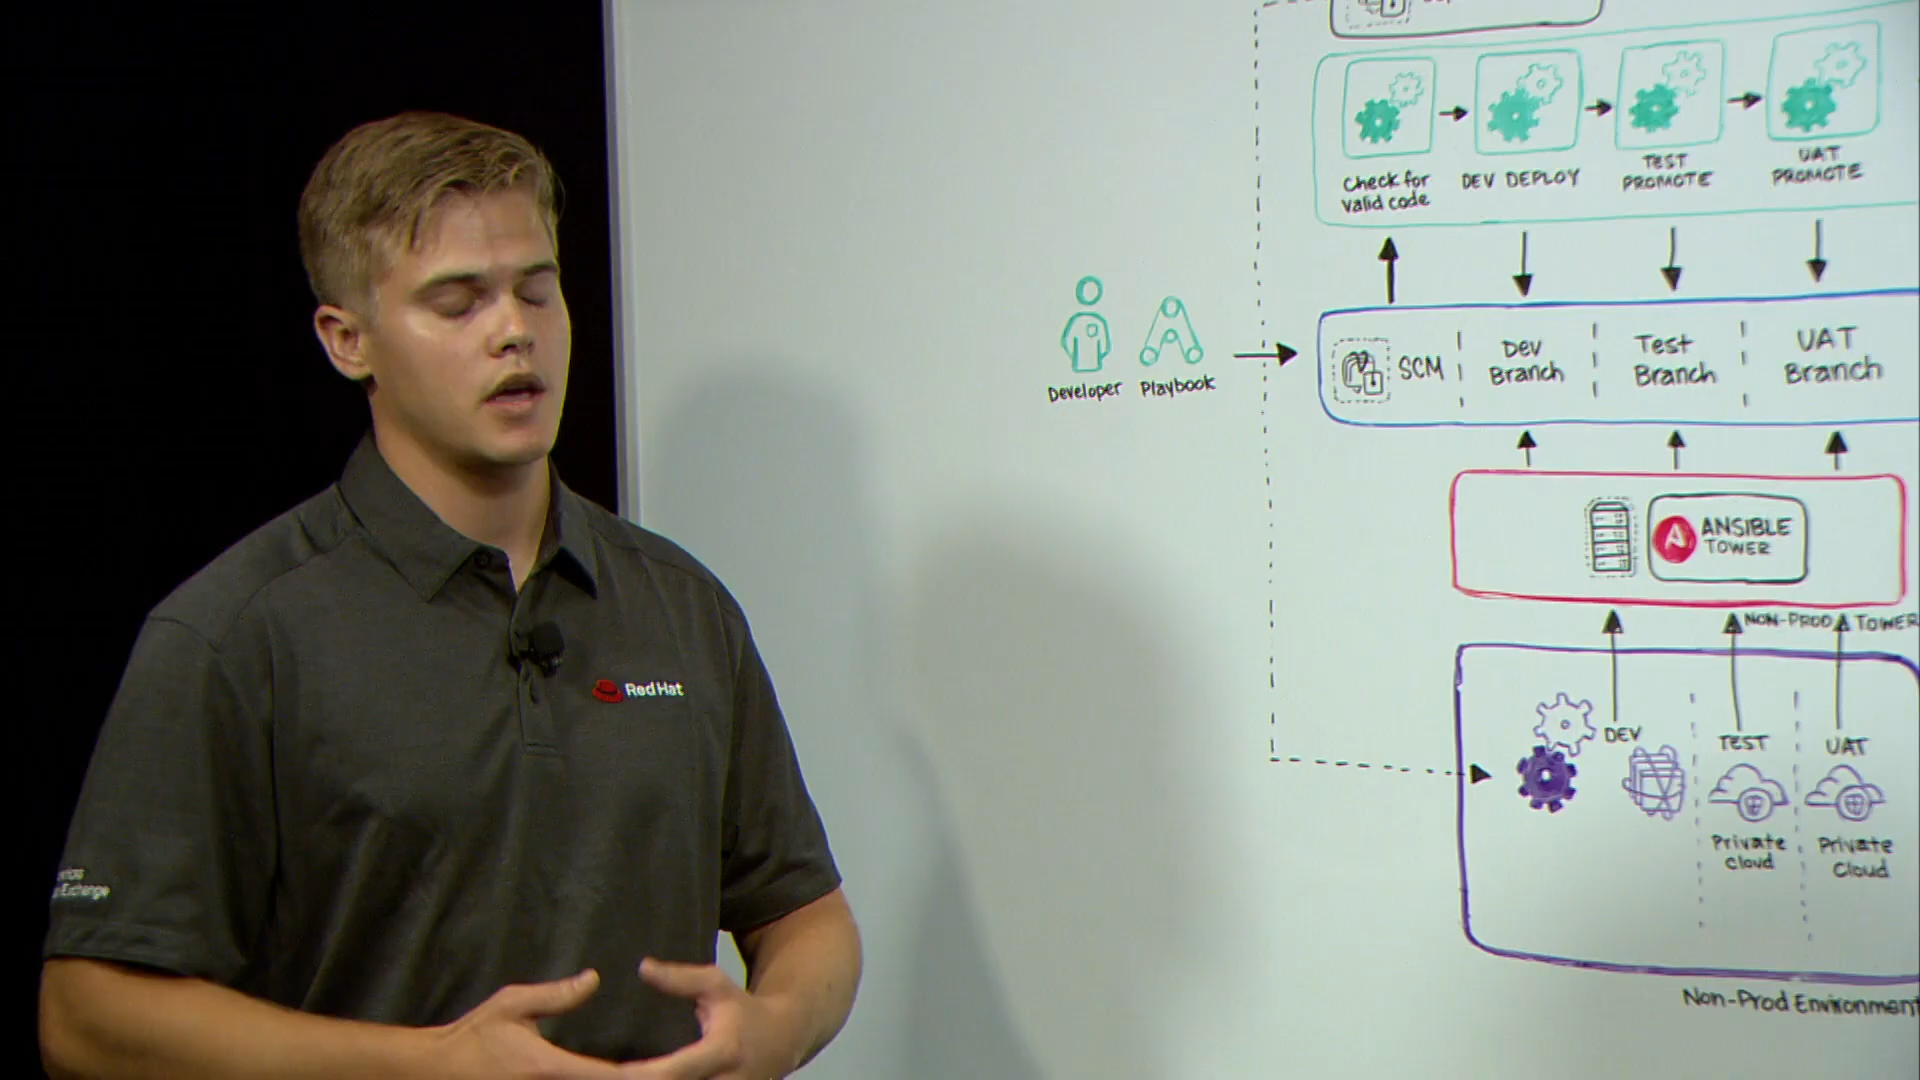 Check for
valid code
DEV DEPLOY
TEST
PROMOTE
UAT
PROMOTE
Developer
Playbook
SCM
Dev
Branch
Test
Branch
UAT
Branch
A ANSIBLE
TOWER
NON-PROD TOWER
DEV
TEST
UAT
Private
Cloud
Private
Cloud
Non-Prod Environment
Red Hat
Exchange